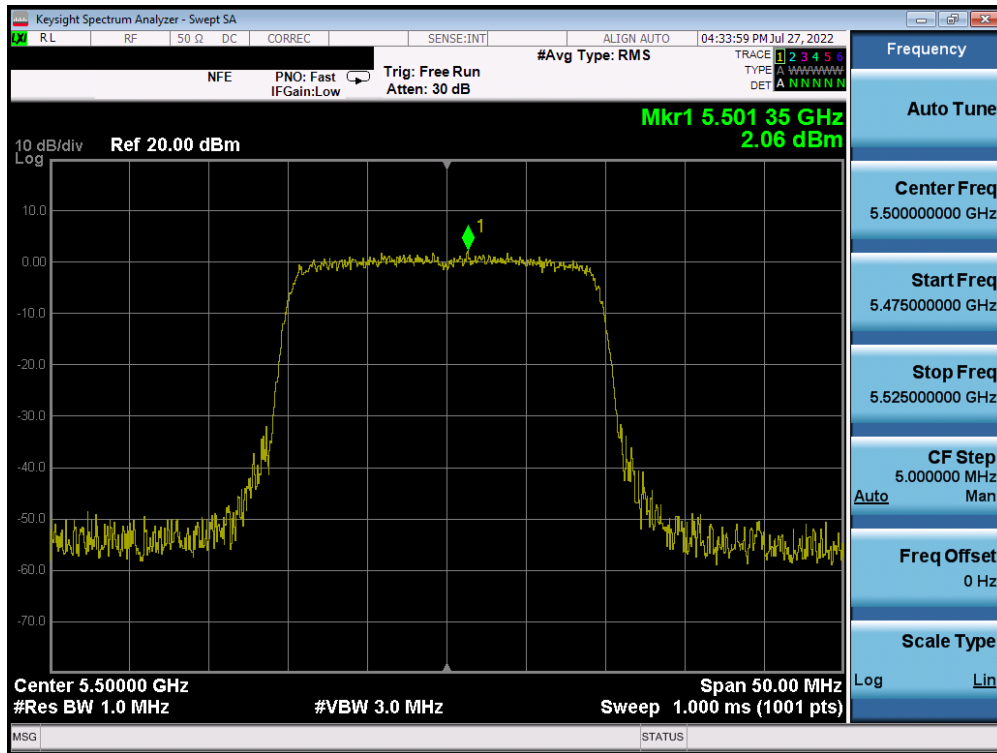 Keysight Spectrum Analyzer - Swept SA
LXI RL RF 50 Ω DC CORREC SENSE:INT ALIGN AUTO 04:33:59 PM Jul 27, 2022
#Avg Type: RMS
TRACE 1 2 3 4 5 6
TYPE A WWWWW
DET A N N N N N
NFE
PNO: Fast
IFGain:Low
Trig: Free Run
Atten: 30 dB
Mkr1 5.501 35 GHz
2.06 dBm
10 dB/div
Log
Ref 20.00 dBm
1
10.0
0.00
-10.0
-20.0
-30.0
-40.0
-50.0
-60.0
-70.0
Center 5.50000 GHz
Span 50.00 MHz
#Res BW 1.0 MHz
#VBW 3.0 MHz
Sweep 1.000 ms (1001 pts)
MSG
STATUS
Frequency
Auto Tune
Center Freq
5.500000000 GHz
Start Freq
5.475000000 GHz
Stop Freq
5.525000000 GHz
CF Step
5.000000 MHz
Auto Man
Freq Offset
0 Hz
Scale Type
Log Lin